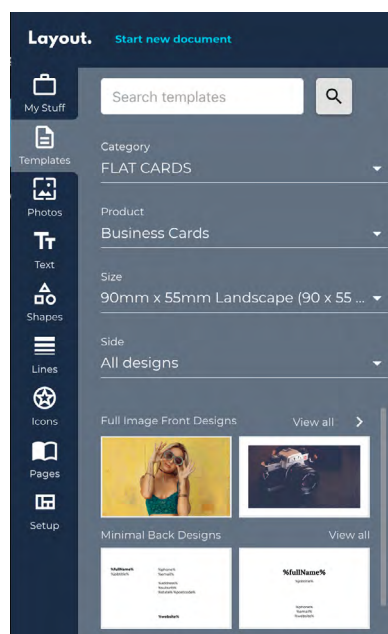 Layout. Start new document
My Stuff
Templates
Photos
Text
Shapes
Lines
Icons
Pages
Setup
Search templates
Category
FLAT CARDS
Product
Business Cards
Size
90mm x 55mm Landscape (90 x 55 ...
Side
All designs
Full Image Front Designs View all
Minimal Back Designs View all
%fullName%
%website%
%fullName%